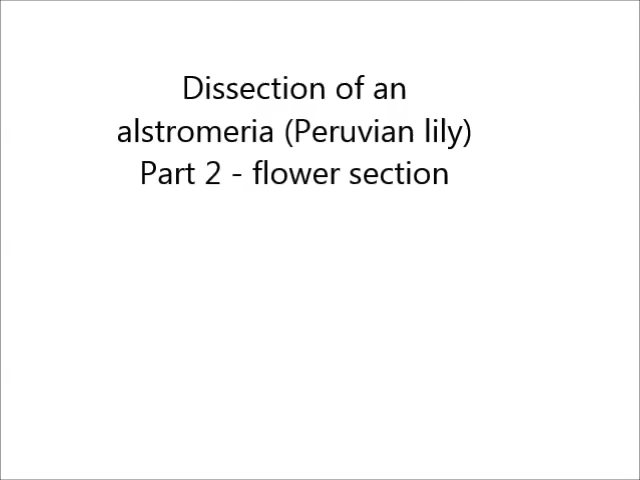 Dissection of an
alstromeria (Peruvian lily)
Part 2 - flower section